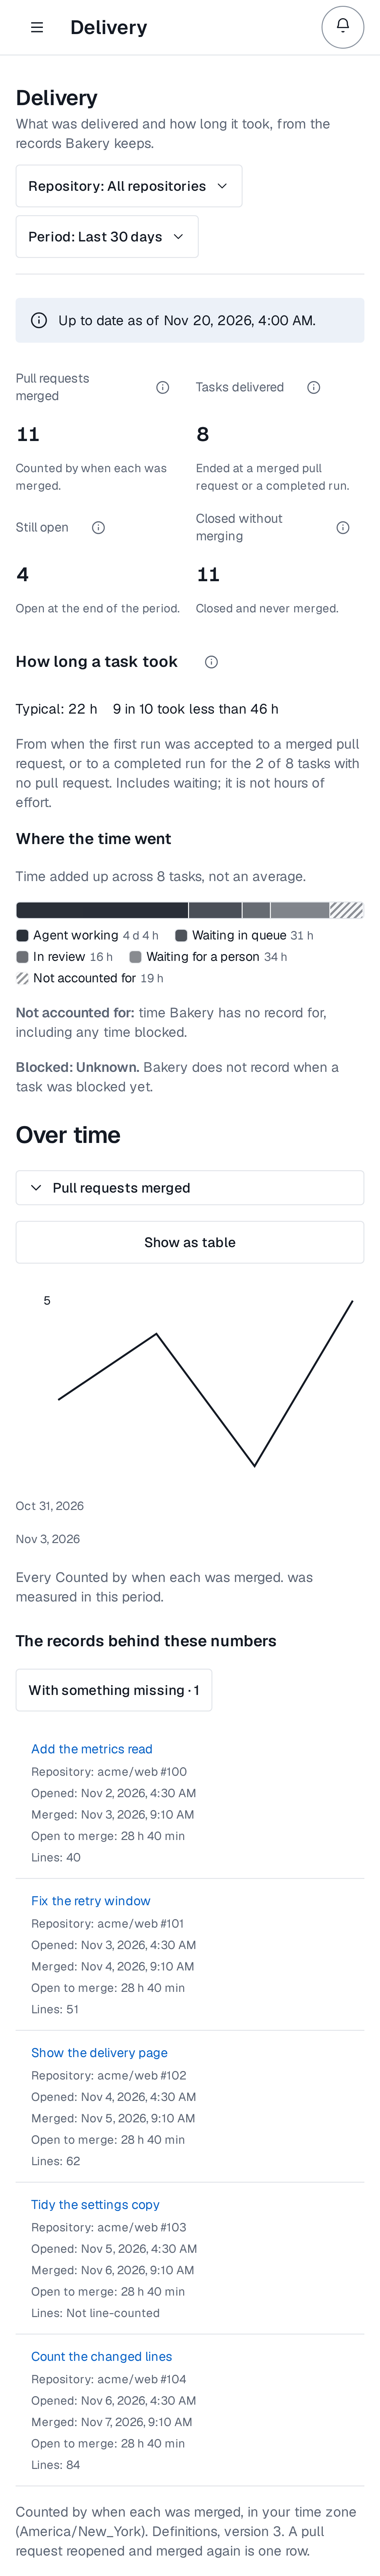 Delivery
Delivery
What was delivered and how long it took, from the
records Bakery keeps.
Repository: All repositories
Period: Last 30 days
Up to date as of Nov 20, 2026, 4:00 AM.
Pull requests
merged
11
Counted by when each was
merged.
Tasks delivered
8
Ended at a merged pull
request or a completed run.
Still open
4
Open at the end of the period.
Closed without
merging
11
Closed and never merged.
How long a task took
Typical: 22 h 9 in 10 took less than 46 h
From when the first run was accepted to a merged pull
request, or to a completed run for the 2 of 8 tasks with
no pull request. Includes waiting; it is not hours of
effort.
Where the time went
Time added up across 8 tasks, not an average.
Agent working 4 d 4 h Waiting in queue 31 h
In review 16 h Waiting for a person 34 h
Not accounted for 19 h
Not accounted for: time Bakery has no record for,
including any time blocked.
Blocked: Unknown. Bakery does not record when a
task was blocked yet.
Over time
Pull requests merged
Show as table
5
Oct 31, 2026
Nov 3, 2026
Every Counted by when each was merged. was
measured in this period.
The records behind these numbers
With something missing · 1
Add the metrics read
Repository: acme/web #100
Opened: Nov 2, 2026, 4:30 AM
Merged: Nov 3, 2026, 9:10 AM
Open to merge: 28 h 40 min
Lines: 40
Fix the retry window
Repository: acme/web #101
Opened: Nov 3, 2026, 4:30 AM
Merged: Nov 4, 2026, 9:10 AM
Open to merge: 28 h 40 min
Lines: 51
Show the delivery page
Repository: acme/web #102
Opened: Nov 4, 2026, 4:30 AM
Merged: Nov 5, 2026, 9:10 AM
Open to merge: 28 h 40 min
Lines: 62
Tidy the settings copy
Repository: acme/web #103
Opened: Nov 5, 2026, 4:30 AM
Merged: Nov 6, 2026, 9:10 AM
Open to merge: 28 h 40 min
Lines: Not line-counted
Count the changed lines
Repository: acme/web #104
Opened: Nov 6, 2026, 4:30 AM
Merged: Nov 7, 2026, 9:10 AM
Open to merge: 28 h 40 min
Lines: 84
Counted by when each was merged, in your time zone
(America/New_York). Definitions, version 3. A pull
request reopened and merged again is one row.